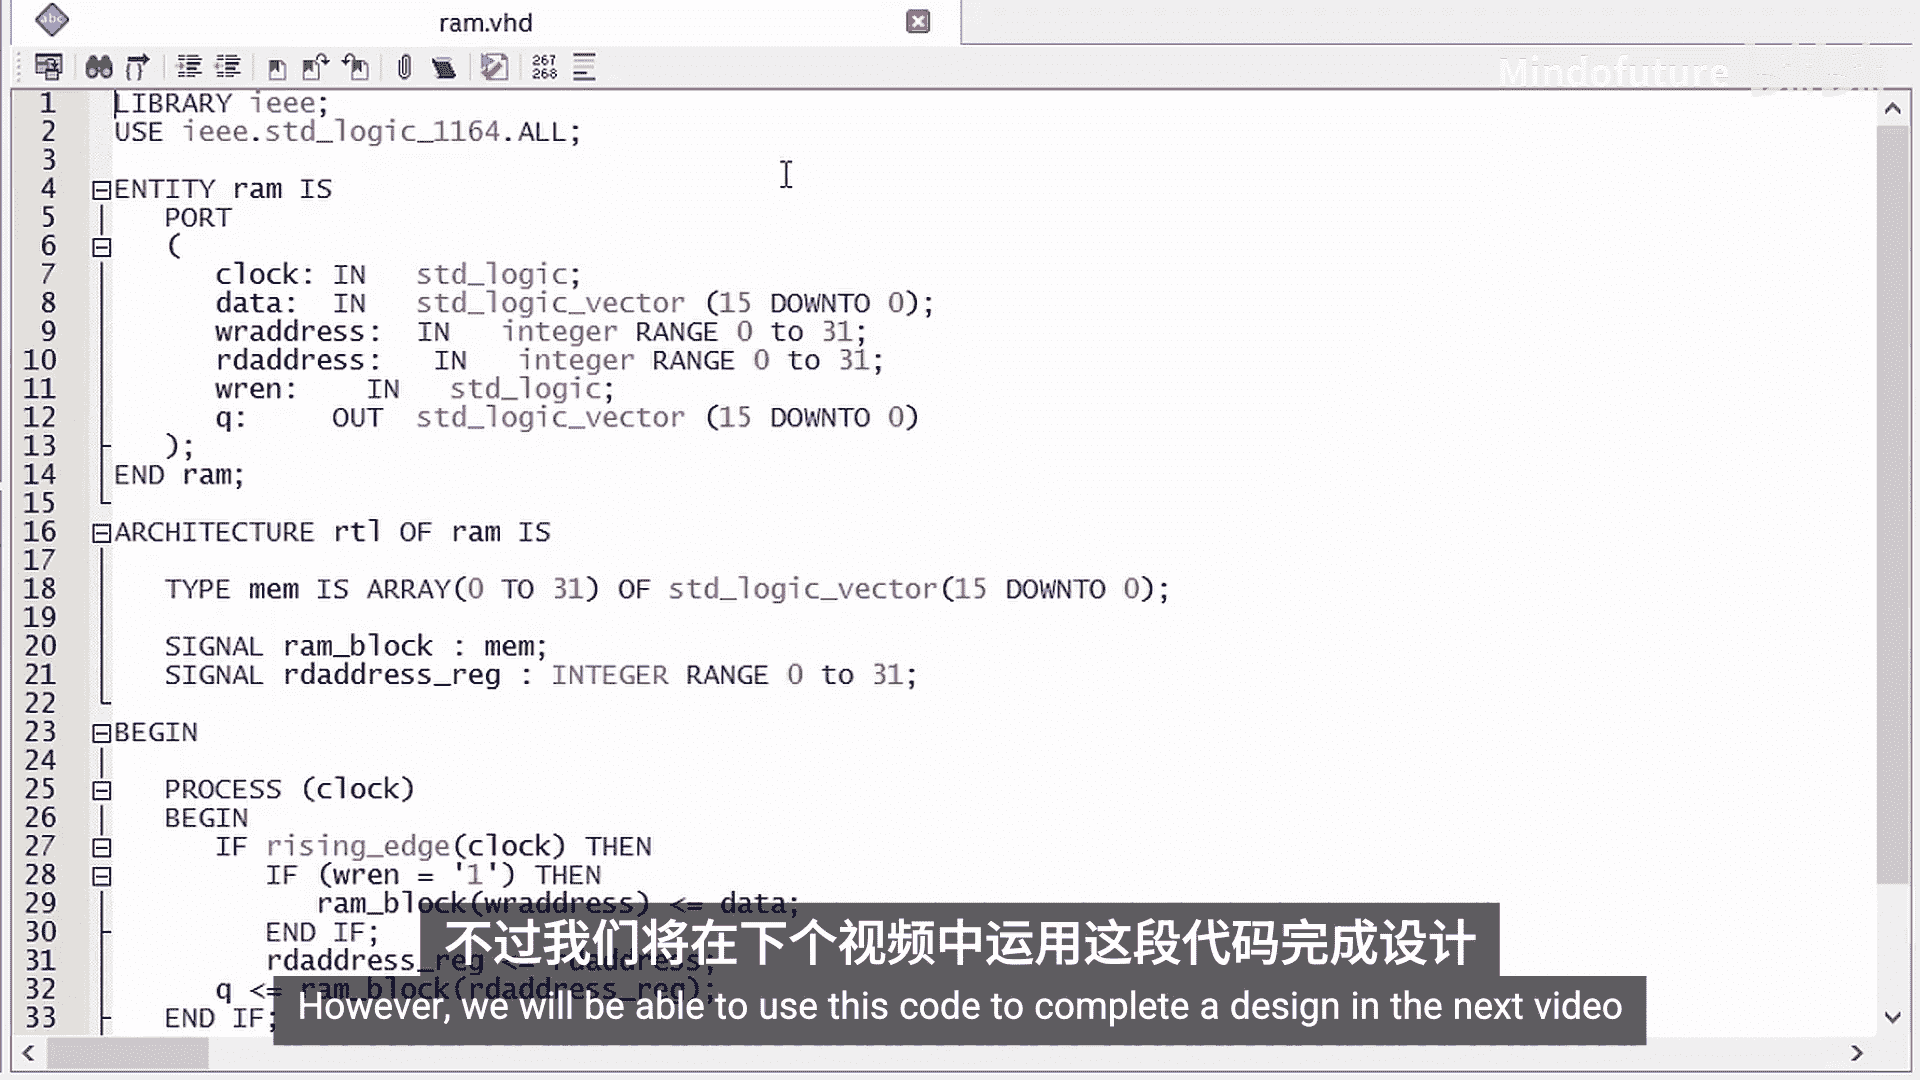 abc
ram.vhd
267
268
Mindofuture
1 LIBRARY ieee;
2 USE ieee.std_logic_1164.ALL;
3
4 ENTITY ram IS
5 PORT
6 (
7 clock: IN std_logic;
8 data: IN std_logic_vector (15 DOWNTO 0);
9 wraddress: IN integer RANGE 0 to 31;
10 rdaddress: IN integer RANGE 0 to 31;
11 wren: IN std_logic;
12 q: OUT std_logic_vector (15 DOWNTO 0)
13 );
14 END ram;
15
16 ARCHITECTURE rtl OF ram IS
17
18 TYPE mem IS ARRAY(0 TO 31) OF std_logic_vector(15 DOWNTO 0);
19
20 SIGNAL ram_block : mem;
21 SIGNAL rdaddress_reg : INTEGER RANGE 0 to 31;
22
23 BEGIN
24
25 PROCESS (clock)
26 BEGIN
27 IF rising_edge(clock) THEN
28 IF (wren = '1') THEN
29 ram_block(wraddress) <= data;
30 END IF;
31 rdaddress_reg <= rdaddress;
32 q <= ram_block(rdaddress_reg);
33 END IF;
不过我们将在下个视频中运用这段代码完成设计
However, we will be able to use this code to complete a design in the next video